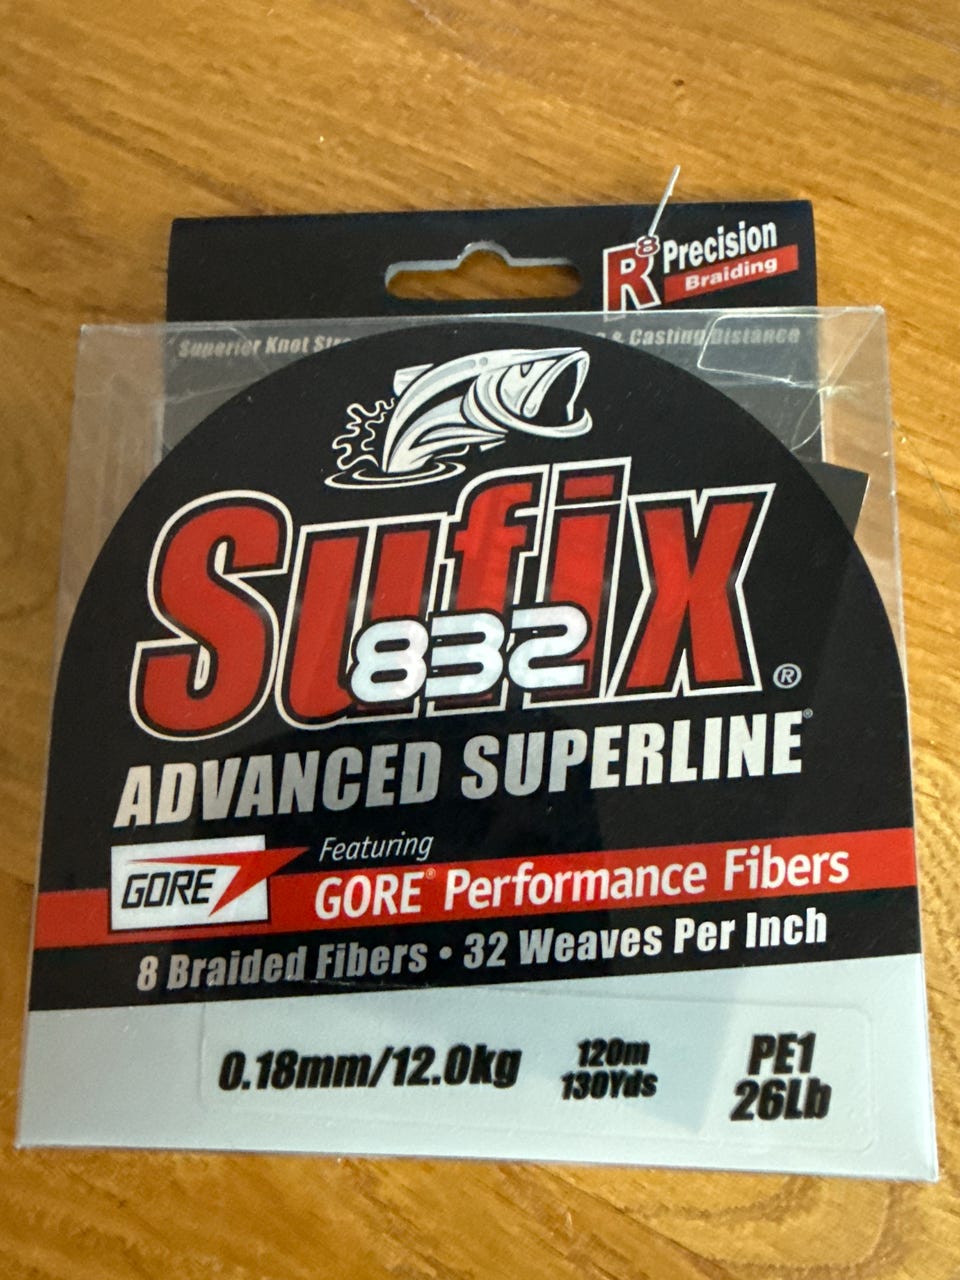 R8 Precision
Braiding
Superior Knot & Casting Distance
Sufix
832
®
ADVANCED SUPERLINE®
GORE
Featuring
GORE® Performance Fibers
8 Braided Fibers • 32 Weaves Per Inch
0.18mm/12.0kg
120m
130Yds
PE1
26Lb